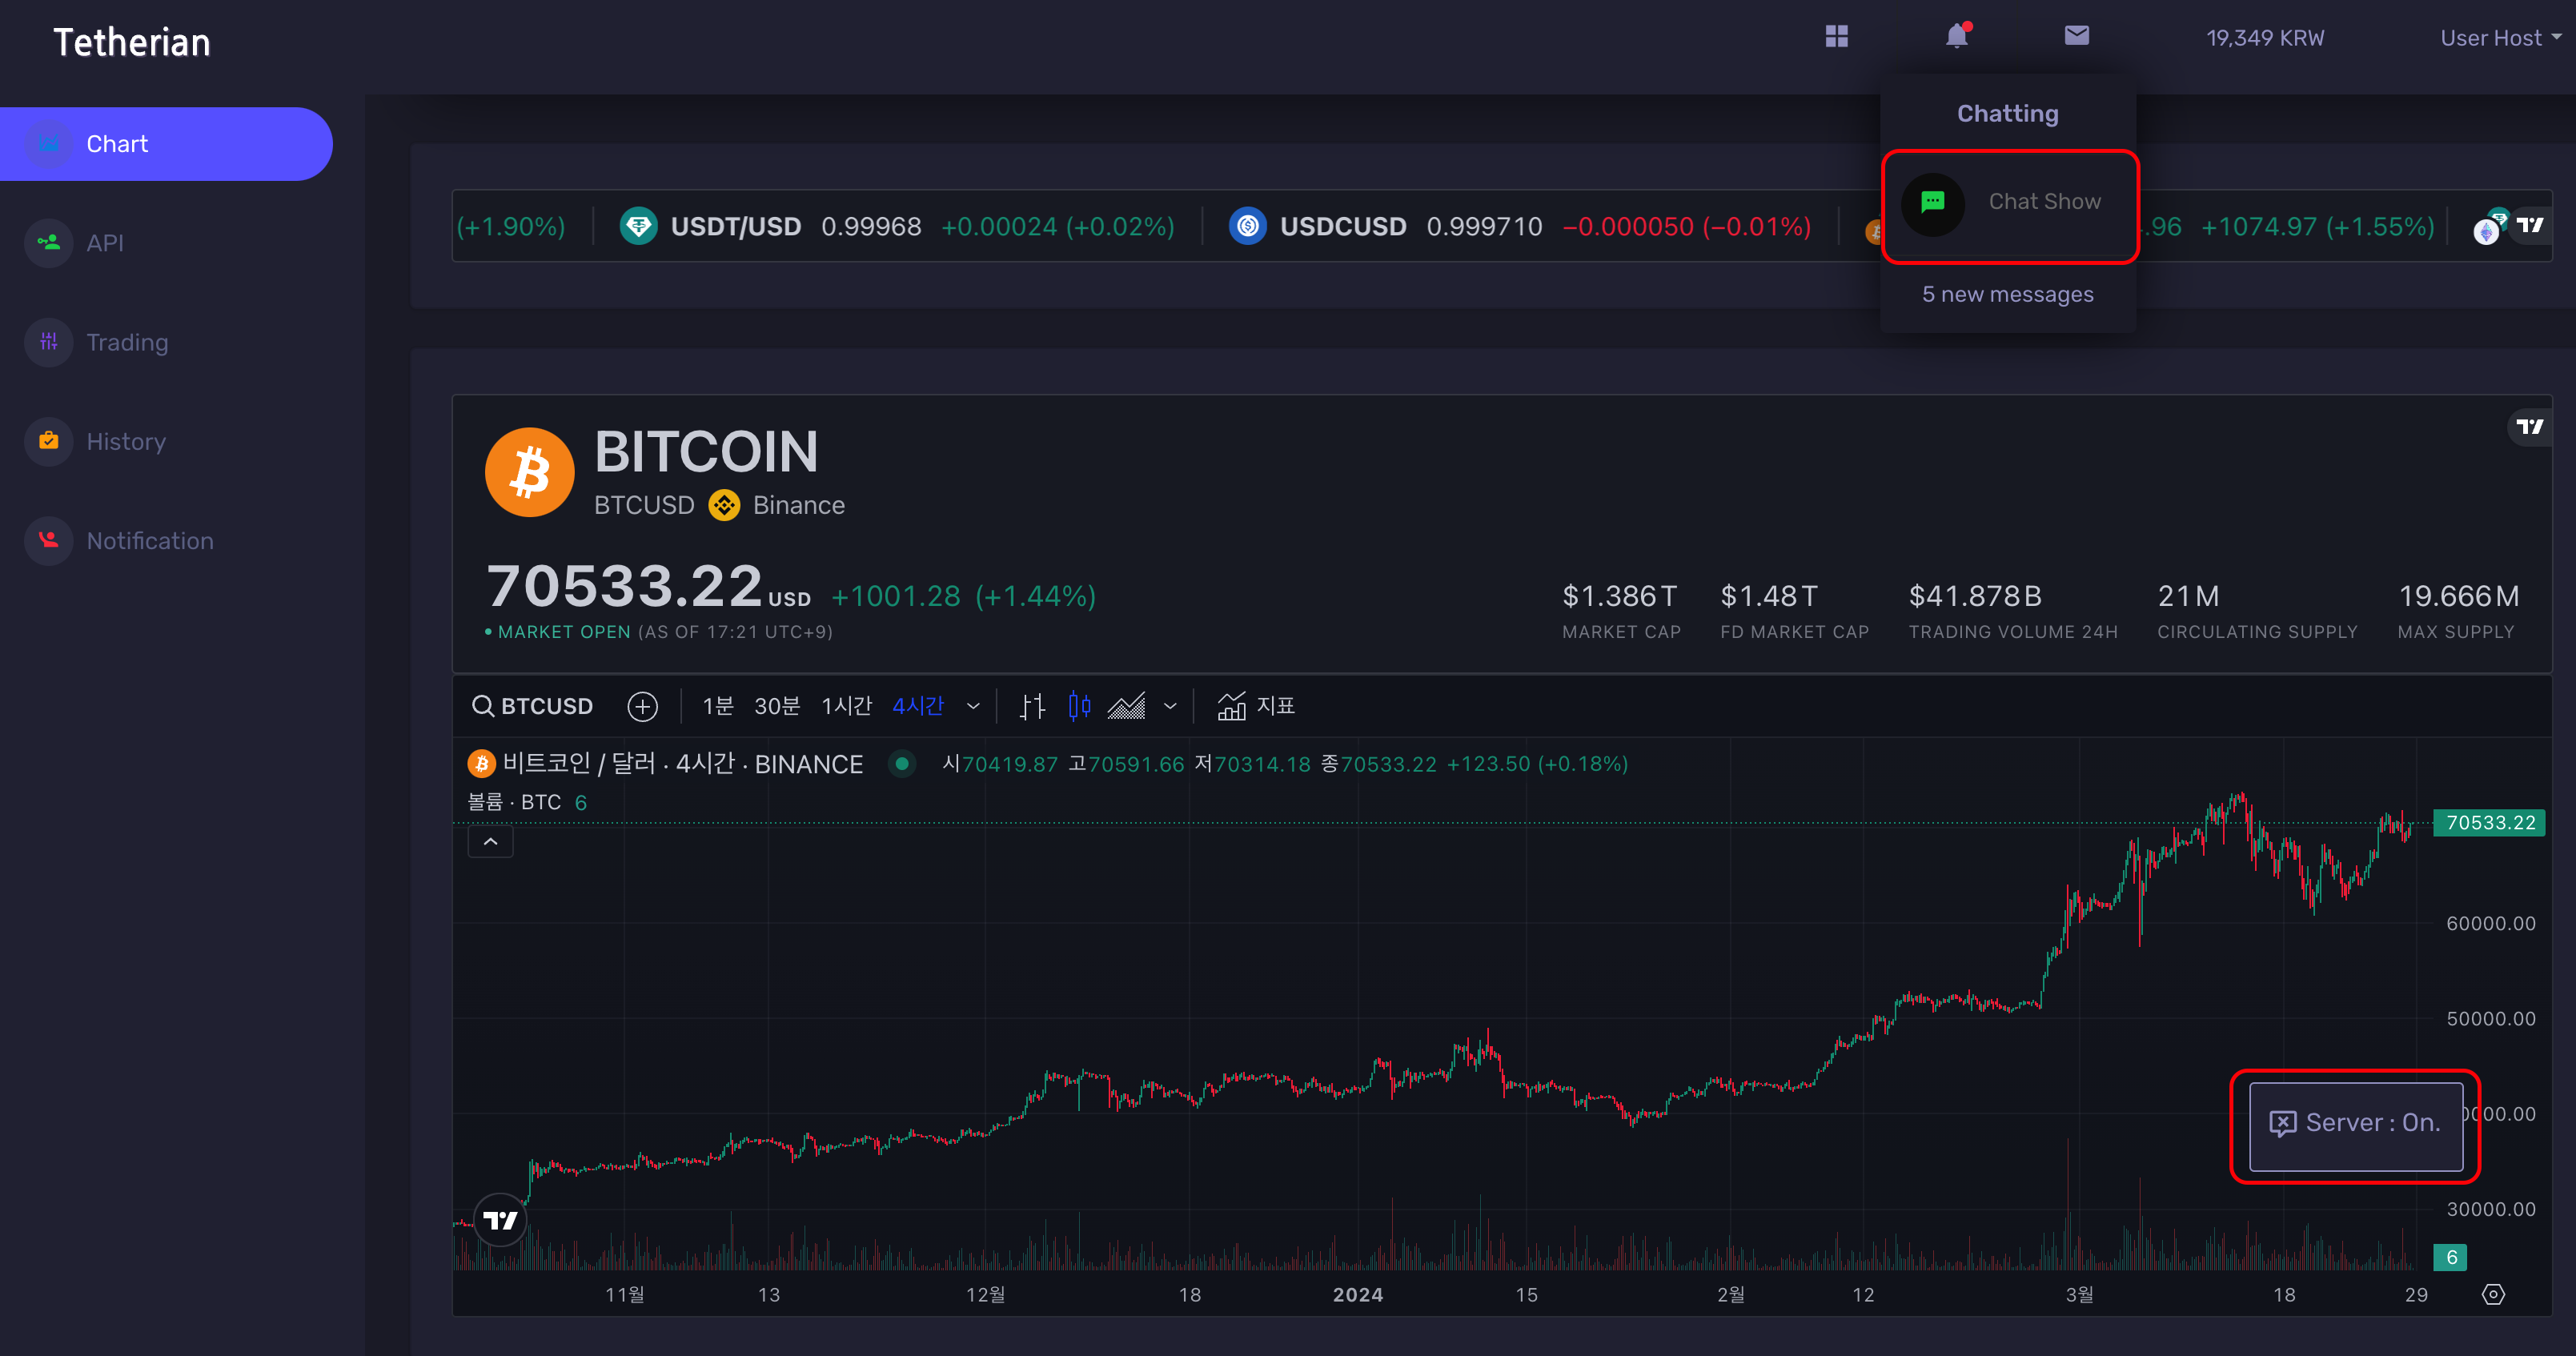 Tetherian
19,349 KRW
User Host
Chart
API
Trading
History
Notification
Chatting
Chat Show
5 new messages
(+1.90%)
USDT/USD 0.99968 +0.00024 (+0.02%)
USDCUSD 0.999710 −0.000050 (−0.01%)
.96 +1074.97 (+1.55%)
BITCOIN
BTCUSD Binance
70533.22 USD +1001.28 (+1.44%)
MARKET OPEN (AS OF 17:21 UTC+9)
$1.386T $1.48T $41.878B 21M 19.666M
MARKET CAP FD MARKET CAP TRADING VOLUME 24H CIRCULATING SUPPLY MAX SUPPLY
BTCUSD 1분 30분 1시간 4시간 지표
비트코인 / 달러 · 4시간 · BINANCE 시70419.87 고70591.66 저70314.18 종70533.22 +123.50 (+0.18%)
볼륨 · BTC 6
70533.22
60000.00
50000.00
Server : On.
0000.00
30000.00
6
11월 13 12월 18 2024 15 2월 12 3월 18 29